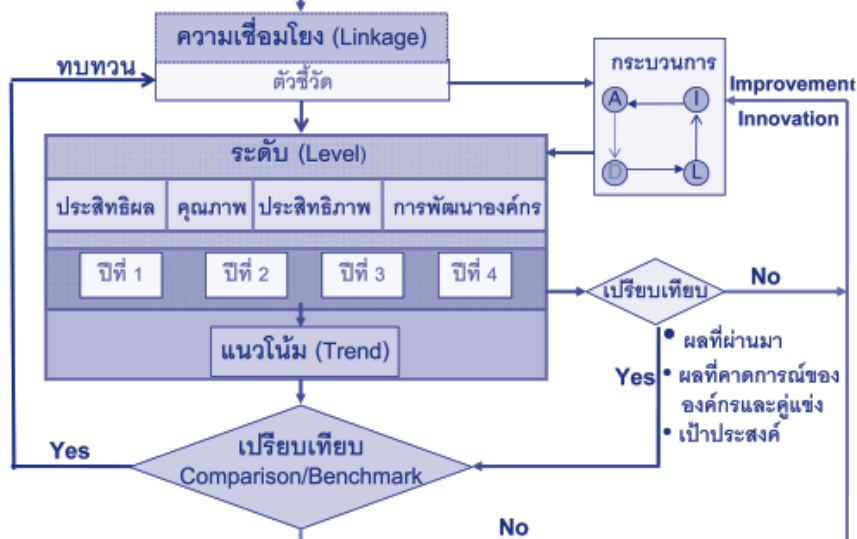 ความเชื่อมโยง (Linkage)
ทบทวน
ตัวชี้วัด
กระบวนการ
A
I
D
L
Improvement
Innovation
ระดับ (Level)
ประสิทธิผล
คุณภาพ
ประสิทธิภาพ
การพัฒนาองค์กร
ปีที่ 1
ปีที่ 2
ปีที่ 3
ปีที่ 4
เปรียบเทียบ
No
แนวโน้ม (Trend)
Yes
• ผลที่ผ่านมา
• ผลที่คาดการณ์ของ
องค์กรและคู่แข่ง
• เป้าประสงค์
Yes
เปรียบเทียบ
Comparison/Benchmark
No